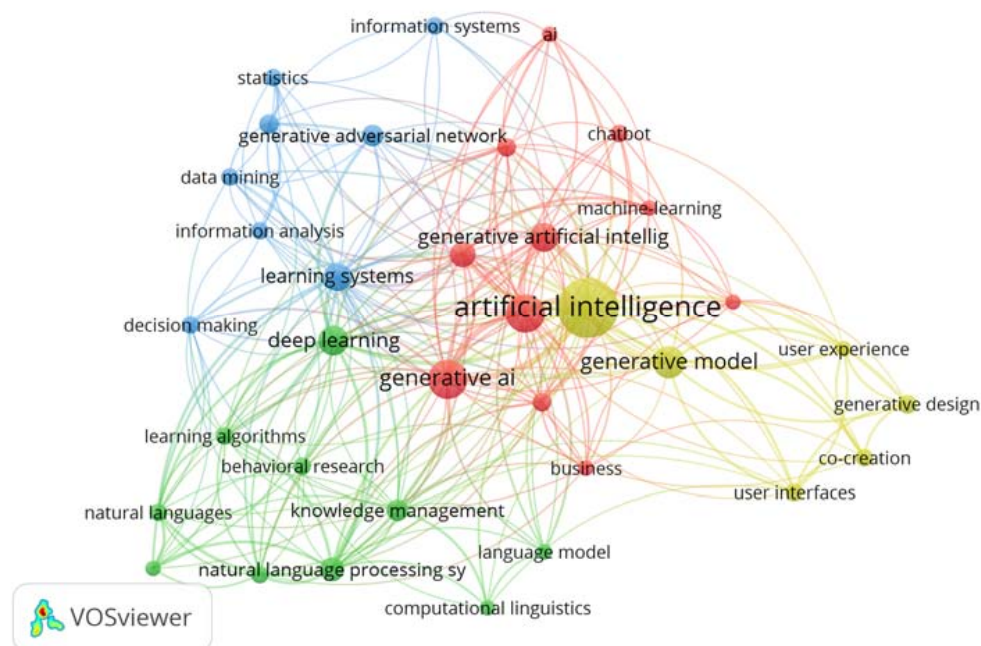 information systems
ai
statistics
generative adversarial network
chatbot
data mining
machine-learning
information analysis
generative artificial intellig
learning systems
artificial intelligence
decision making
deep learning
user experience
generative model
generative ai
generative design
learning algorithms
co-creation
behavioral research
business
user interfaces
natural languages
knowledge management
language model
natural language processing sy
computational linguistics
VOSviewer